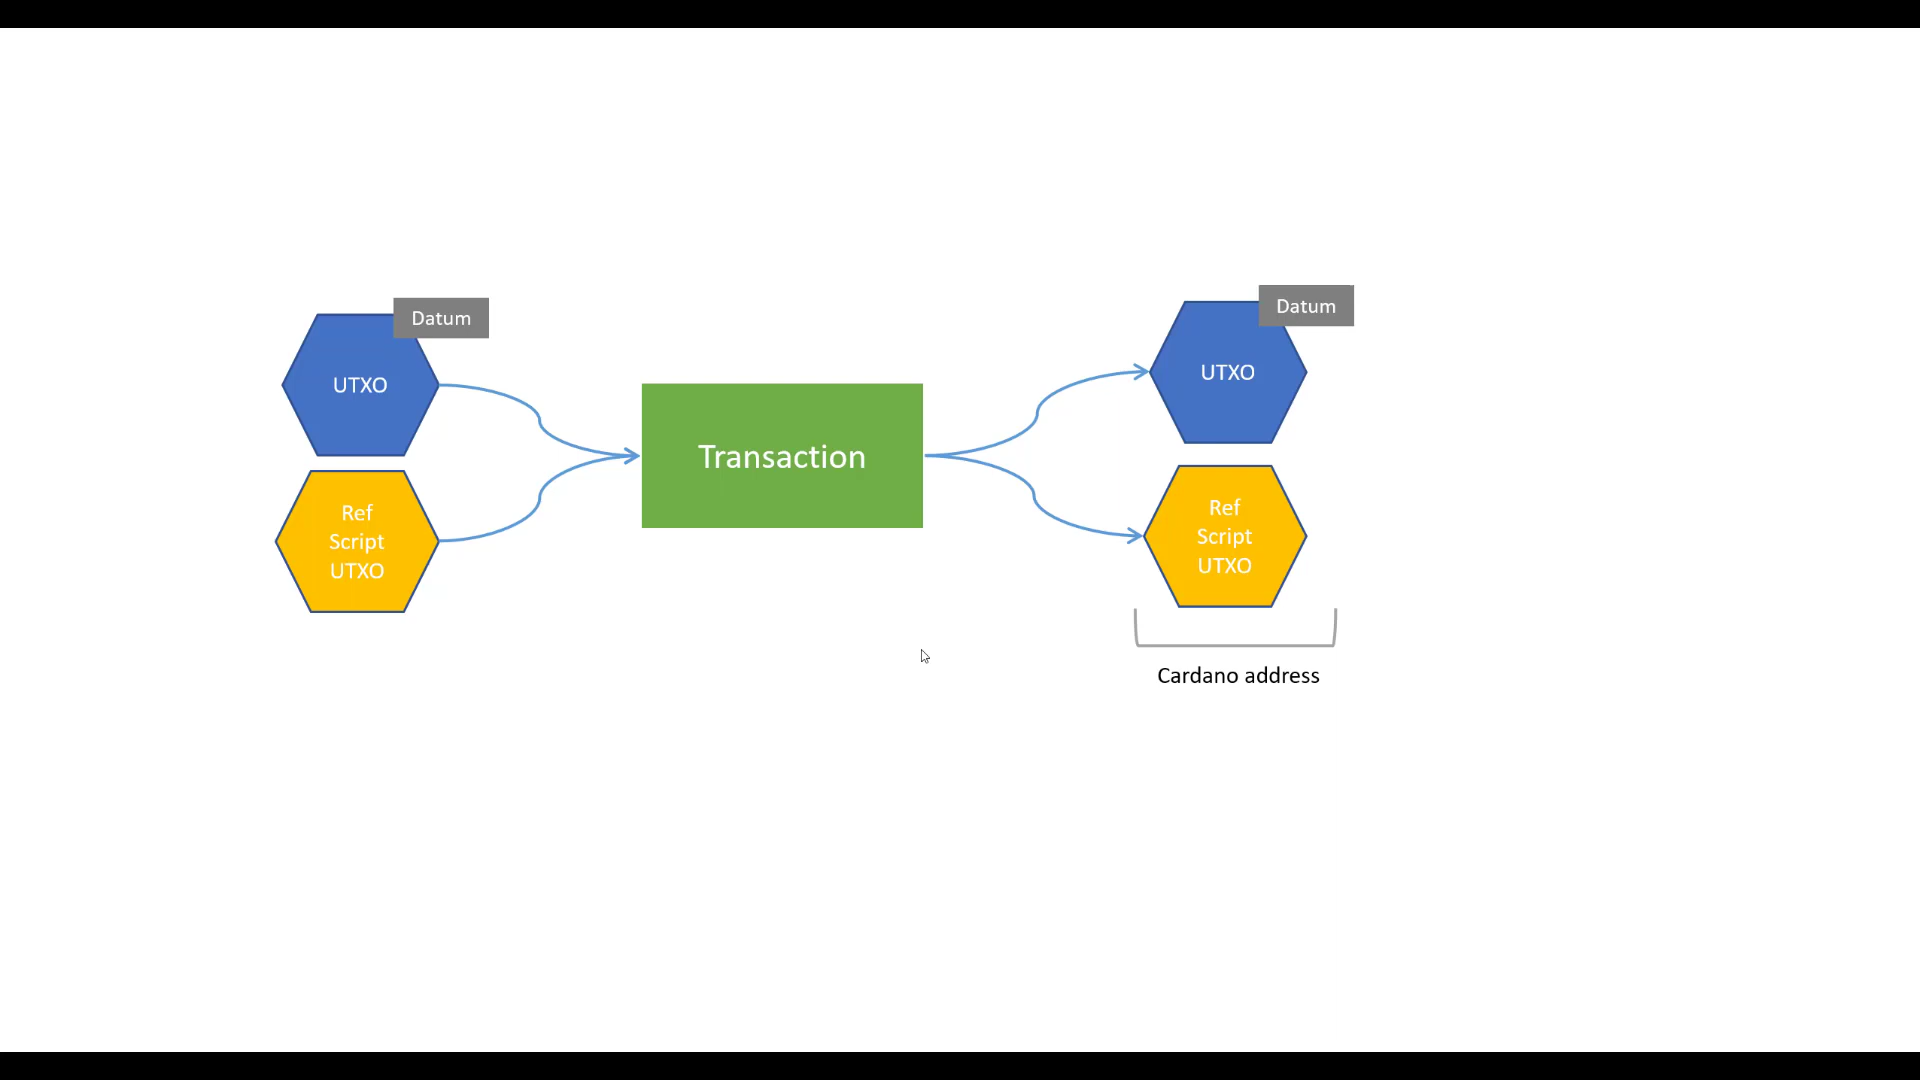 Datum
UTXO
Ref
Script
UTXO
Transaction
Datum
UTXO
Ref
Script
UTXO
Cardano address